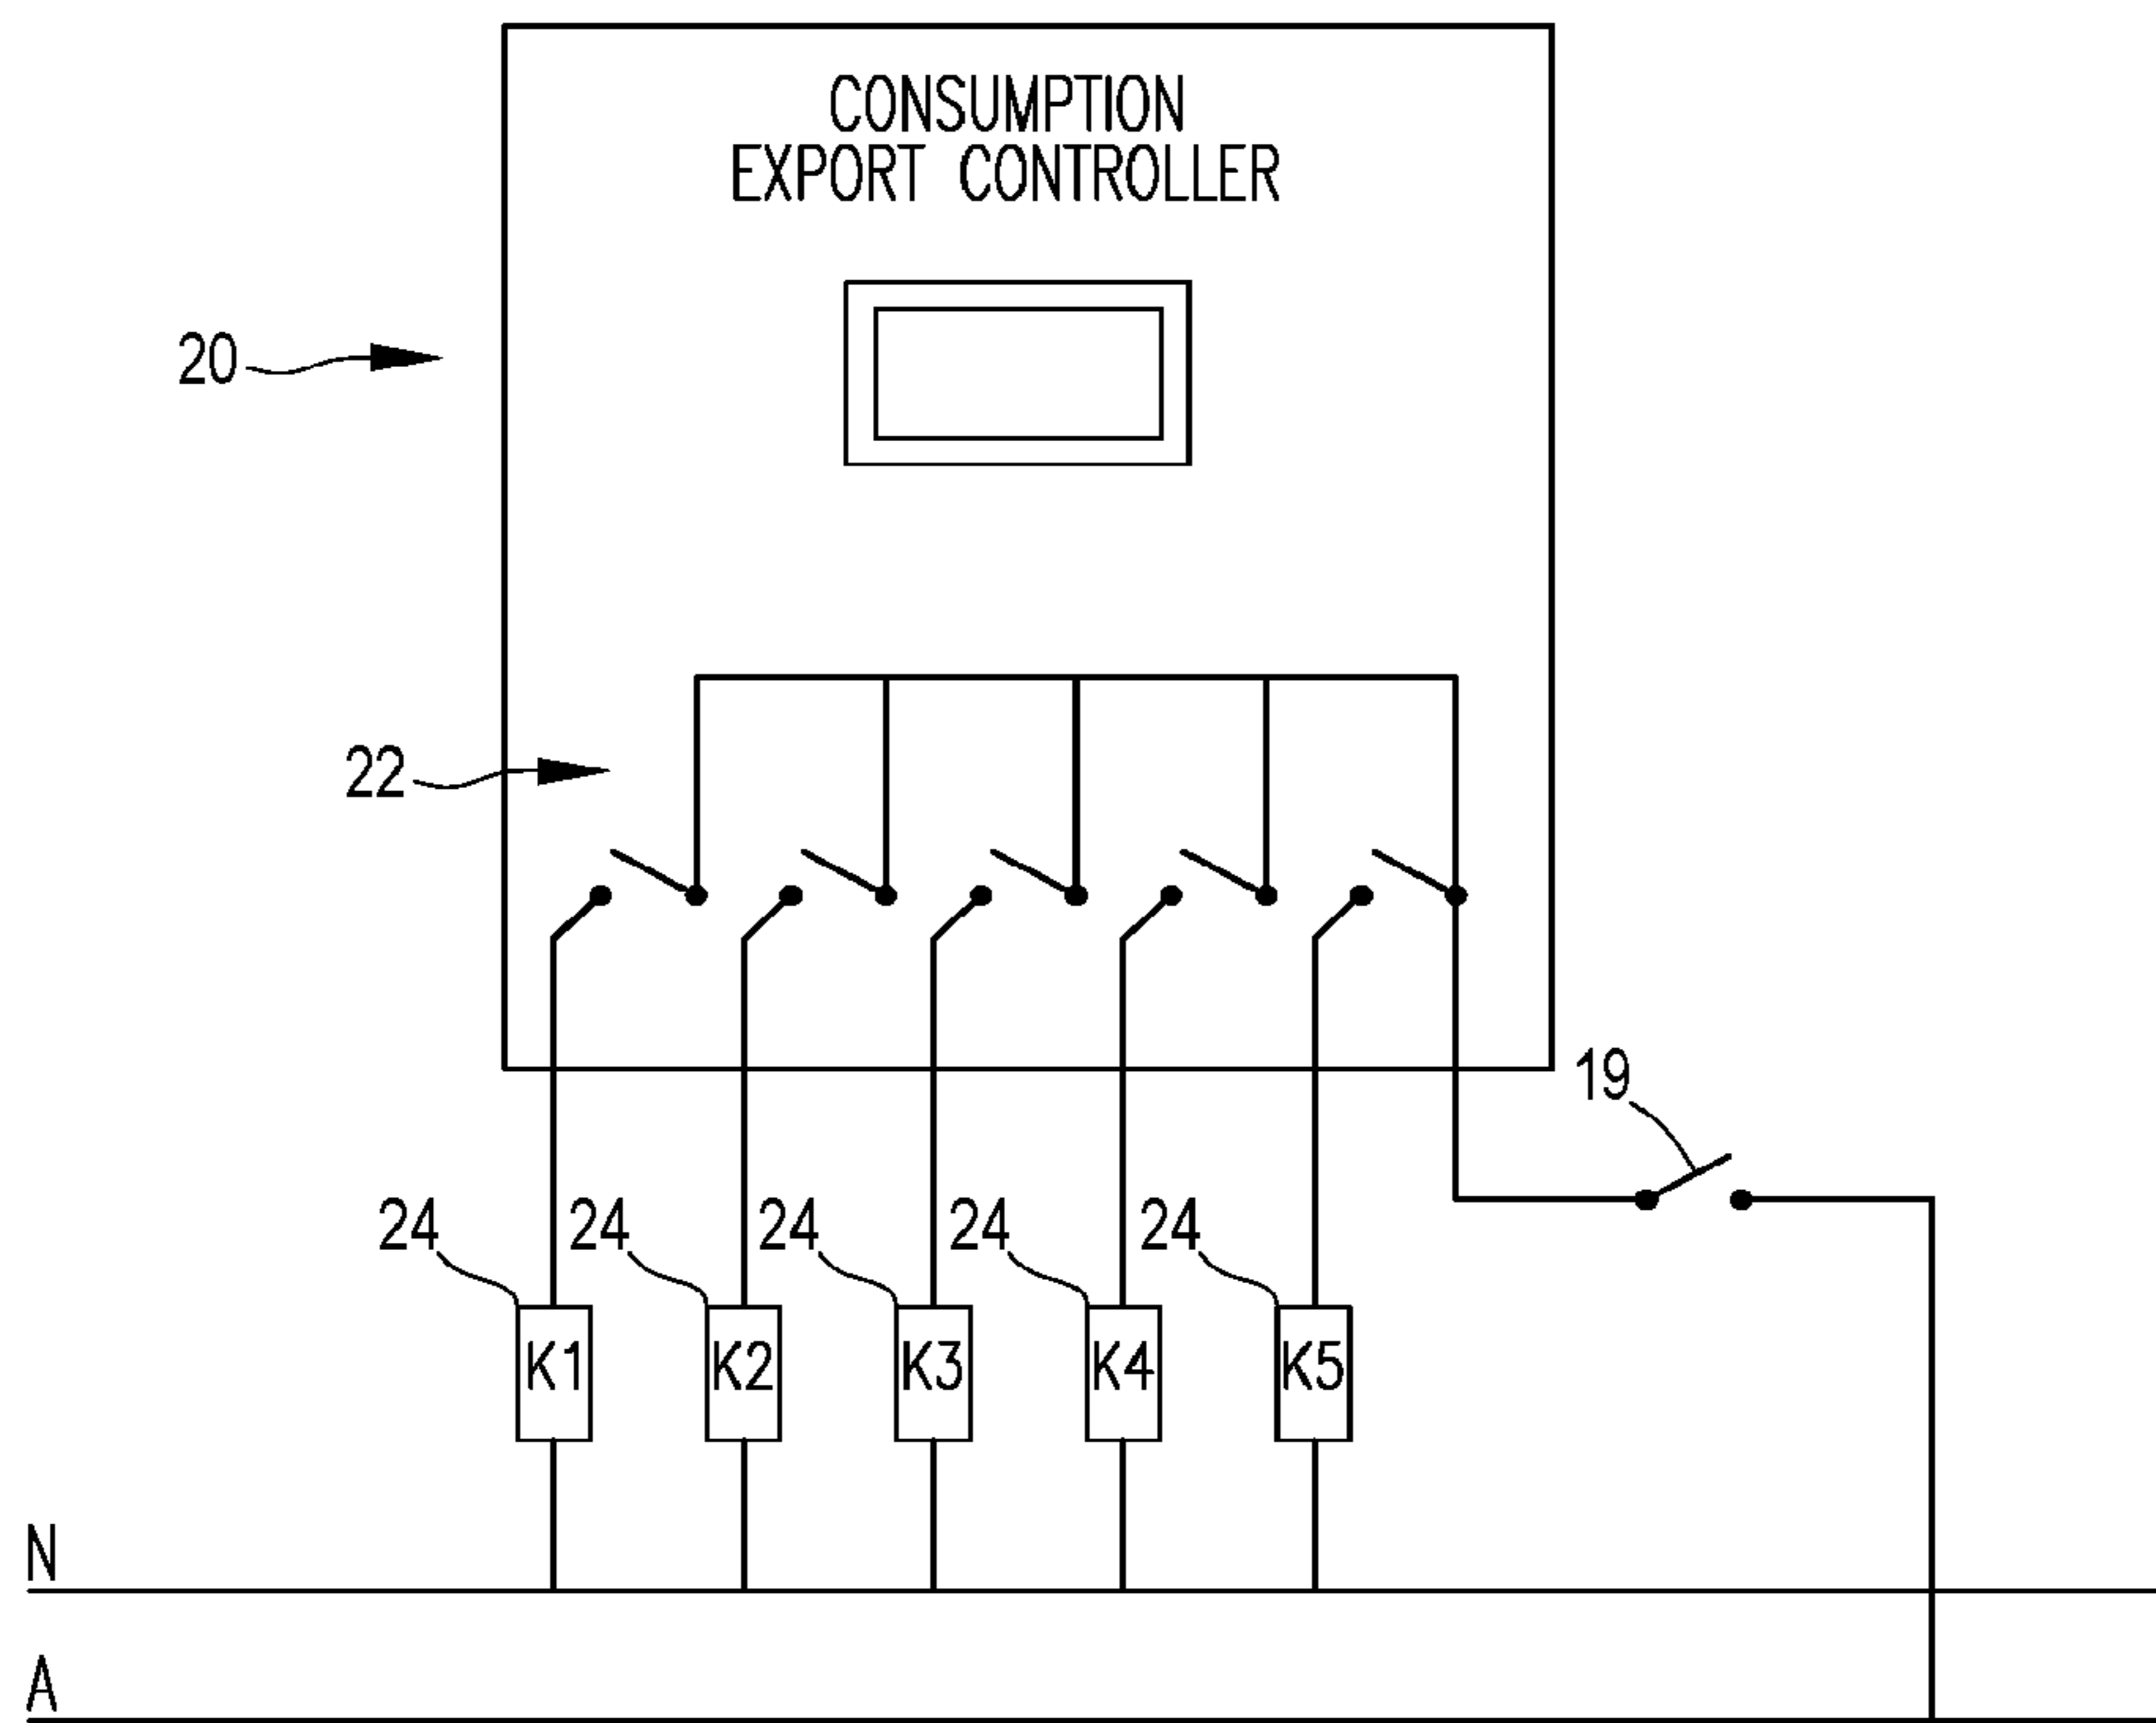 CONSUMPTION
EXPORT CONTROLLER
20
22
19
24 24 24 24 24
K1 K2 K3 K4 K5
N
A